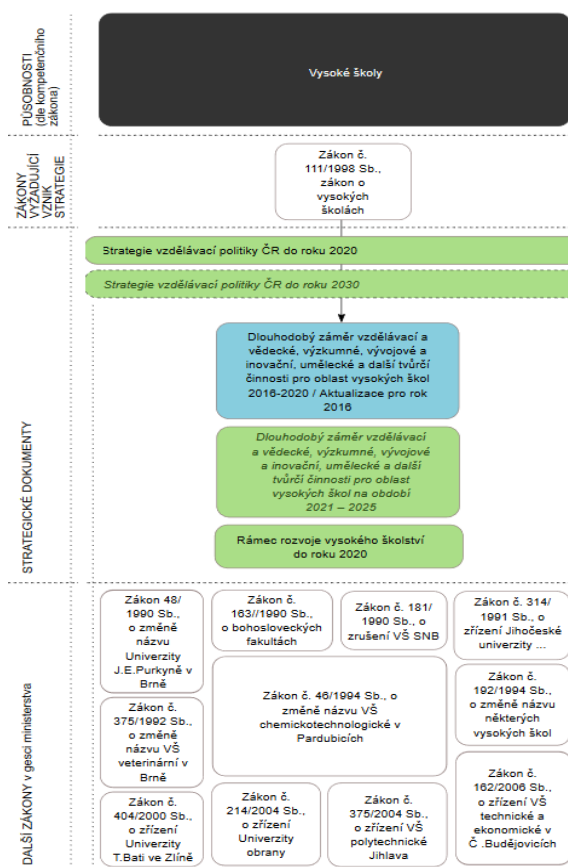 PŮSOBNOSTI
(dle kompetenčního
zákona)
Vysoké školy
ZÁKONY
VYŽADUJÍCÍ
VZNIK
STRATEGIE
Zákon č.
111/1998 Sb.,
zákon o
vysokých
školách
STRATEGICKÉ DOKUMENTY
Strategie vzdělávací politiky ČR do roku 2020
Strategie vzdělávací politiky ČR do roku 2030
Dlouhodobý záměr vzdělávací a
vědecké, výzkumné, vývojové a
inovační, umělecké a další tvůrčí
činnosti pro oblast vysokých škol
2016-2020 / Aktualizace pro rok
2016
Dlouhodobý záměr vzdělávací
a vědecké, výzkumné, vývojové
a inovační, umělecké a další
tvůrčí činnosti pro oblast
vysokých škol na období
2021 – 2025
Rámec rozvoje vysokého školství
do roku 2020
DALŠÍ ZÁKONY v gesci ministerstva
Zákon 48/
1990 Sb.,
o změně
názvu
Univerzity
J.E.Purkyně v
Brně
Zákon č.
163//1990 Sb.,
o bohosloveckých
fakultách
Zákon č. 181/
1990 Sb., o
zrušení VŠ SNB
Zákon č. 314/
1991 Sb., o
zřízení Jihočeské
univerzity ...
Zákon č. 46/1994 Sb., o
změně názvu VŠ
chemickotechnologické v
Pardubicích
Zákon č.
192/1994 Sb.,
o změně názvu
některých
vysokých škol
Zákon č.
375/1992 Sb.,
o změně
názvu VŠ
veterinární v
Brně
Zákon č.
404/2000 Sb.,
o zřízení
Univerzity
T.Bati ve Zlíně
Zákon č.
214/2004 Sb.,
o zřízení
Univerzity
obrany
Zákon č.
375/2004 Sb.,
o zřízení VŠ
polytechnické
Jihlava
Zákon č.
162/2006 Sb.,
o zřízení VŠ
technické a
ekonomické v
Č .Budějovicích